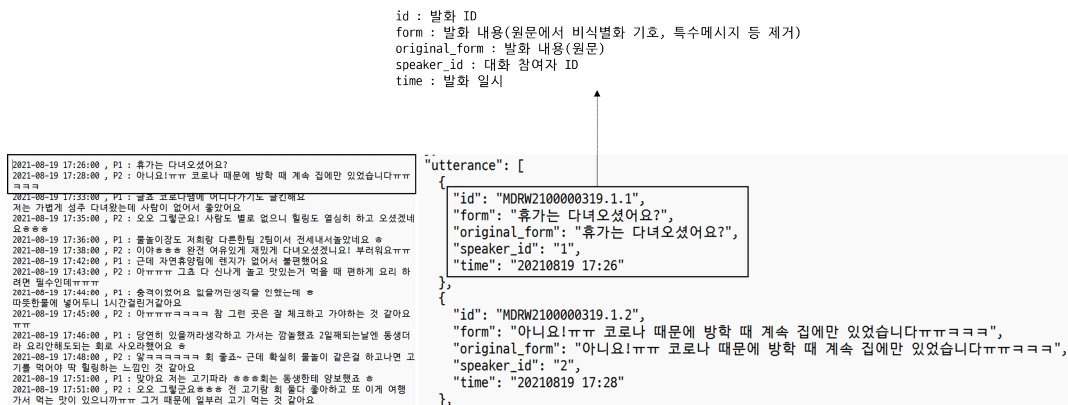 id : 발화 ID
form : 발화 내용(원문에서 비식별화 기호, 특수메시지 등 제거)
original_form : 발화 내용(원문)
speaker_id : 대화 참여자 ID
time : 발화 일시
2021-08-19 17:26:00 , P1 : 휴가는 다녀오셨어요?
2021-08-19 17:28:00 , P2 : 아니요!ㅠㅠ 코로나 때문에 방학 때 계속 집에만 있었습니다ㅠㅠ
ㅋㅋㅋ
2021-08-19 17:33:00 , P1 : 글쵸 코로나땜에 어디나가기도 글킨해요
저는 가볍게 성주 다녀왔는데 사람이 없어서 좋았어요
2021-08-19 17:35:00 , P2 : 오오 그렇군요! 사람도 별로 없으니 힐링도 열심히 하고 오셨겠네
요ㅎㅎㅎ
2021-08-19 17:36:00 , P1 : 물놀이장도 저희랑 다른한팀 2팀이서 전세내서놀았네요 ㅎ
2021-08-19 17:38:00 , P2 : 이야ㅎㅎㅎ 완전 여유있게 재밌게 다녀오셨겠니요! 부러워요ㅠㅠ
2021-08-19 17:42:00 , P1 : 근데 자연휴양림에 렌지가 없어서 불편했어요
2021-08-19 17:43:00 , P2 : 아ㅠㅠㅠ 그쵸 다 신나게 놀고 맛있는거 먹을 때 편하게 요리 하
려면 필수인데ㅠㅠㅠ
2021-08-19 17:44:00 , P1 : 충격이었어요 없을꺼란생각을 안했는데 ㅎ
따뜻한물에 넣어두니 1시간걸린거같아요
2021-08-19 17:45:00 , P2 : 아ㅠㅠㅠㅋㅋㅋㅋ 참 그런 곳은 잘 체크하고 가야하는 것 같아요
ㅠㅠ
2021-08-19 17:46:00 , P1 : 당연히 있을꺼라생각하고 가서는 깜놀했죠 2일째되는날엔 동생더
라 요리안해도되는 회로 사오라했어요 ㅎ
2021-08-19 17:48:00 , P2 : 앜ㅋㅋㅋㅋㅋㅋ 회 좋죠~ 근데 확실히 물놀이 같은걸 하고나면 고
기를 먹어야 딱 힐링하는 느낌인 것 같아요
2021-08-19 17:51:00 , P1 : 맞아요 저는 고기파라 ㅎㅎㅎ회는 동생한테 양보했죠 ㅎ
2021-08-19 17:51:00 , P2 : 오오 그렇군요ㅎㅎㅎ 전 고기랑 회 둘다 좋아하고 또 이게 여행
가서 먹는 맛이 있으니까ㅠㅠ 그거 때문에 일부러 고기 먹는 것 같아요
"utterance": [
{
"id": "MDRW2100000319.1.1",
"form": "휴가는 다녀오셨어요?",
"original_form": "휴가는 다녀오셨어요?",
"speaker_id": "1",
"time": "20210819 17:26"
},
{
"id": "MDRW2100000319.1.2",
"form": "아니요!ㅠㅠ 코로나 때문에 방학 때 계속 집에만 있었습니다ㅠㅠㅋㅋㅋ",
"original_form": "아니요!ㅠㅠ 코로나 때문에 방학 때 계속 집에만 있었습니다ㅠㅠㅋㅋㅋ",
"speaker_id": "2",
"time": "20210819 17:28"
},